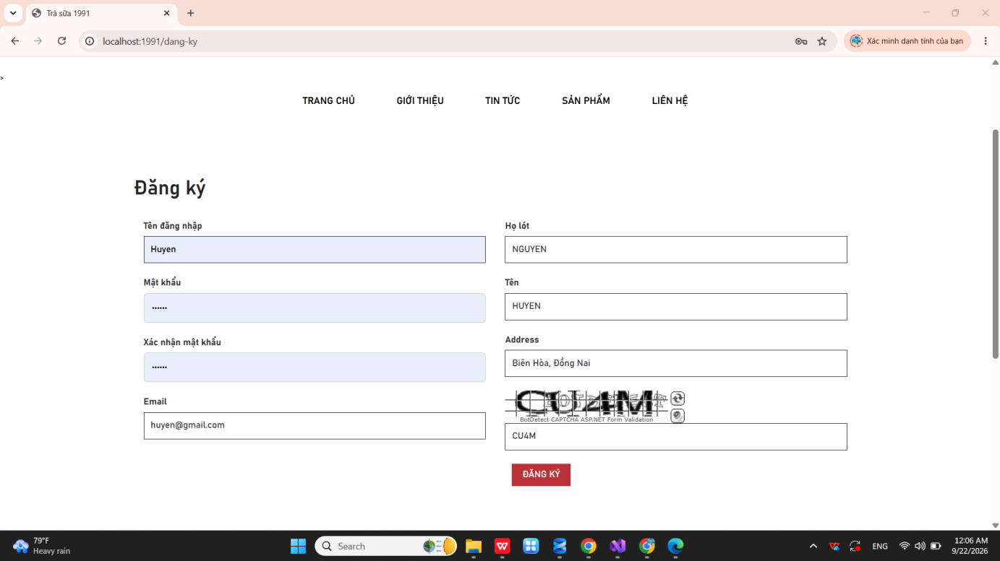 Trà sữa 1991
localhost:1991/dang-ky
Xác minh danh tính của bạn
>
TRANG CHỦ GIỚI THIỆU TIN TỨC SẢN PHẨM LIÊN HỆ
Đăng ký
Tên đăng nhập
Huyen
Mật khẩu
••••••
Xác nhận mật khẩu
••••••
Email
huyen@gmail.com
Họ lót
NGUYEN
Tên
HUYEN
Address
Biên Hòa, Đồng Nai
CU4M
BotDetect CAPTCHA ASP.NET Form Validation
CU4M
ĐĂNG KÝ
79°F
Heavy rain
Search
ENG
12:06 AM
9/22/2026